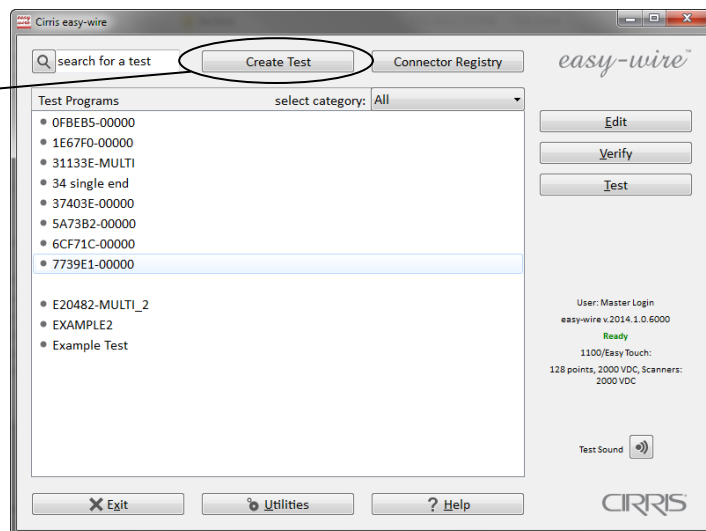 Cirris easy-wire
search for a test
Create Test
Connector Registry
easy-wire™
Test Programs
select category: All
0FBEB5-00000
1E67F0-00000
31133E-MULTI
34 single end
37403E-00000
5A73B2-00000
6CF71C-00000
7739E1-00000
E20482-MULTI_2
EXAMPLE2
Example Test
Edit
Verify
Test
User: Master Login
easy-wire v.2014.1.0.6000
Ready
1100/Easy Touch:
128 points, 2000 VDC, Scanners:
2000 VDC
Test Sound
Exit
Utilities
? Help
CIRRIS